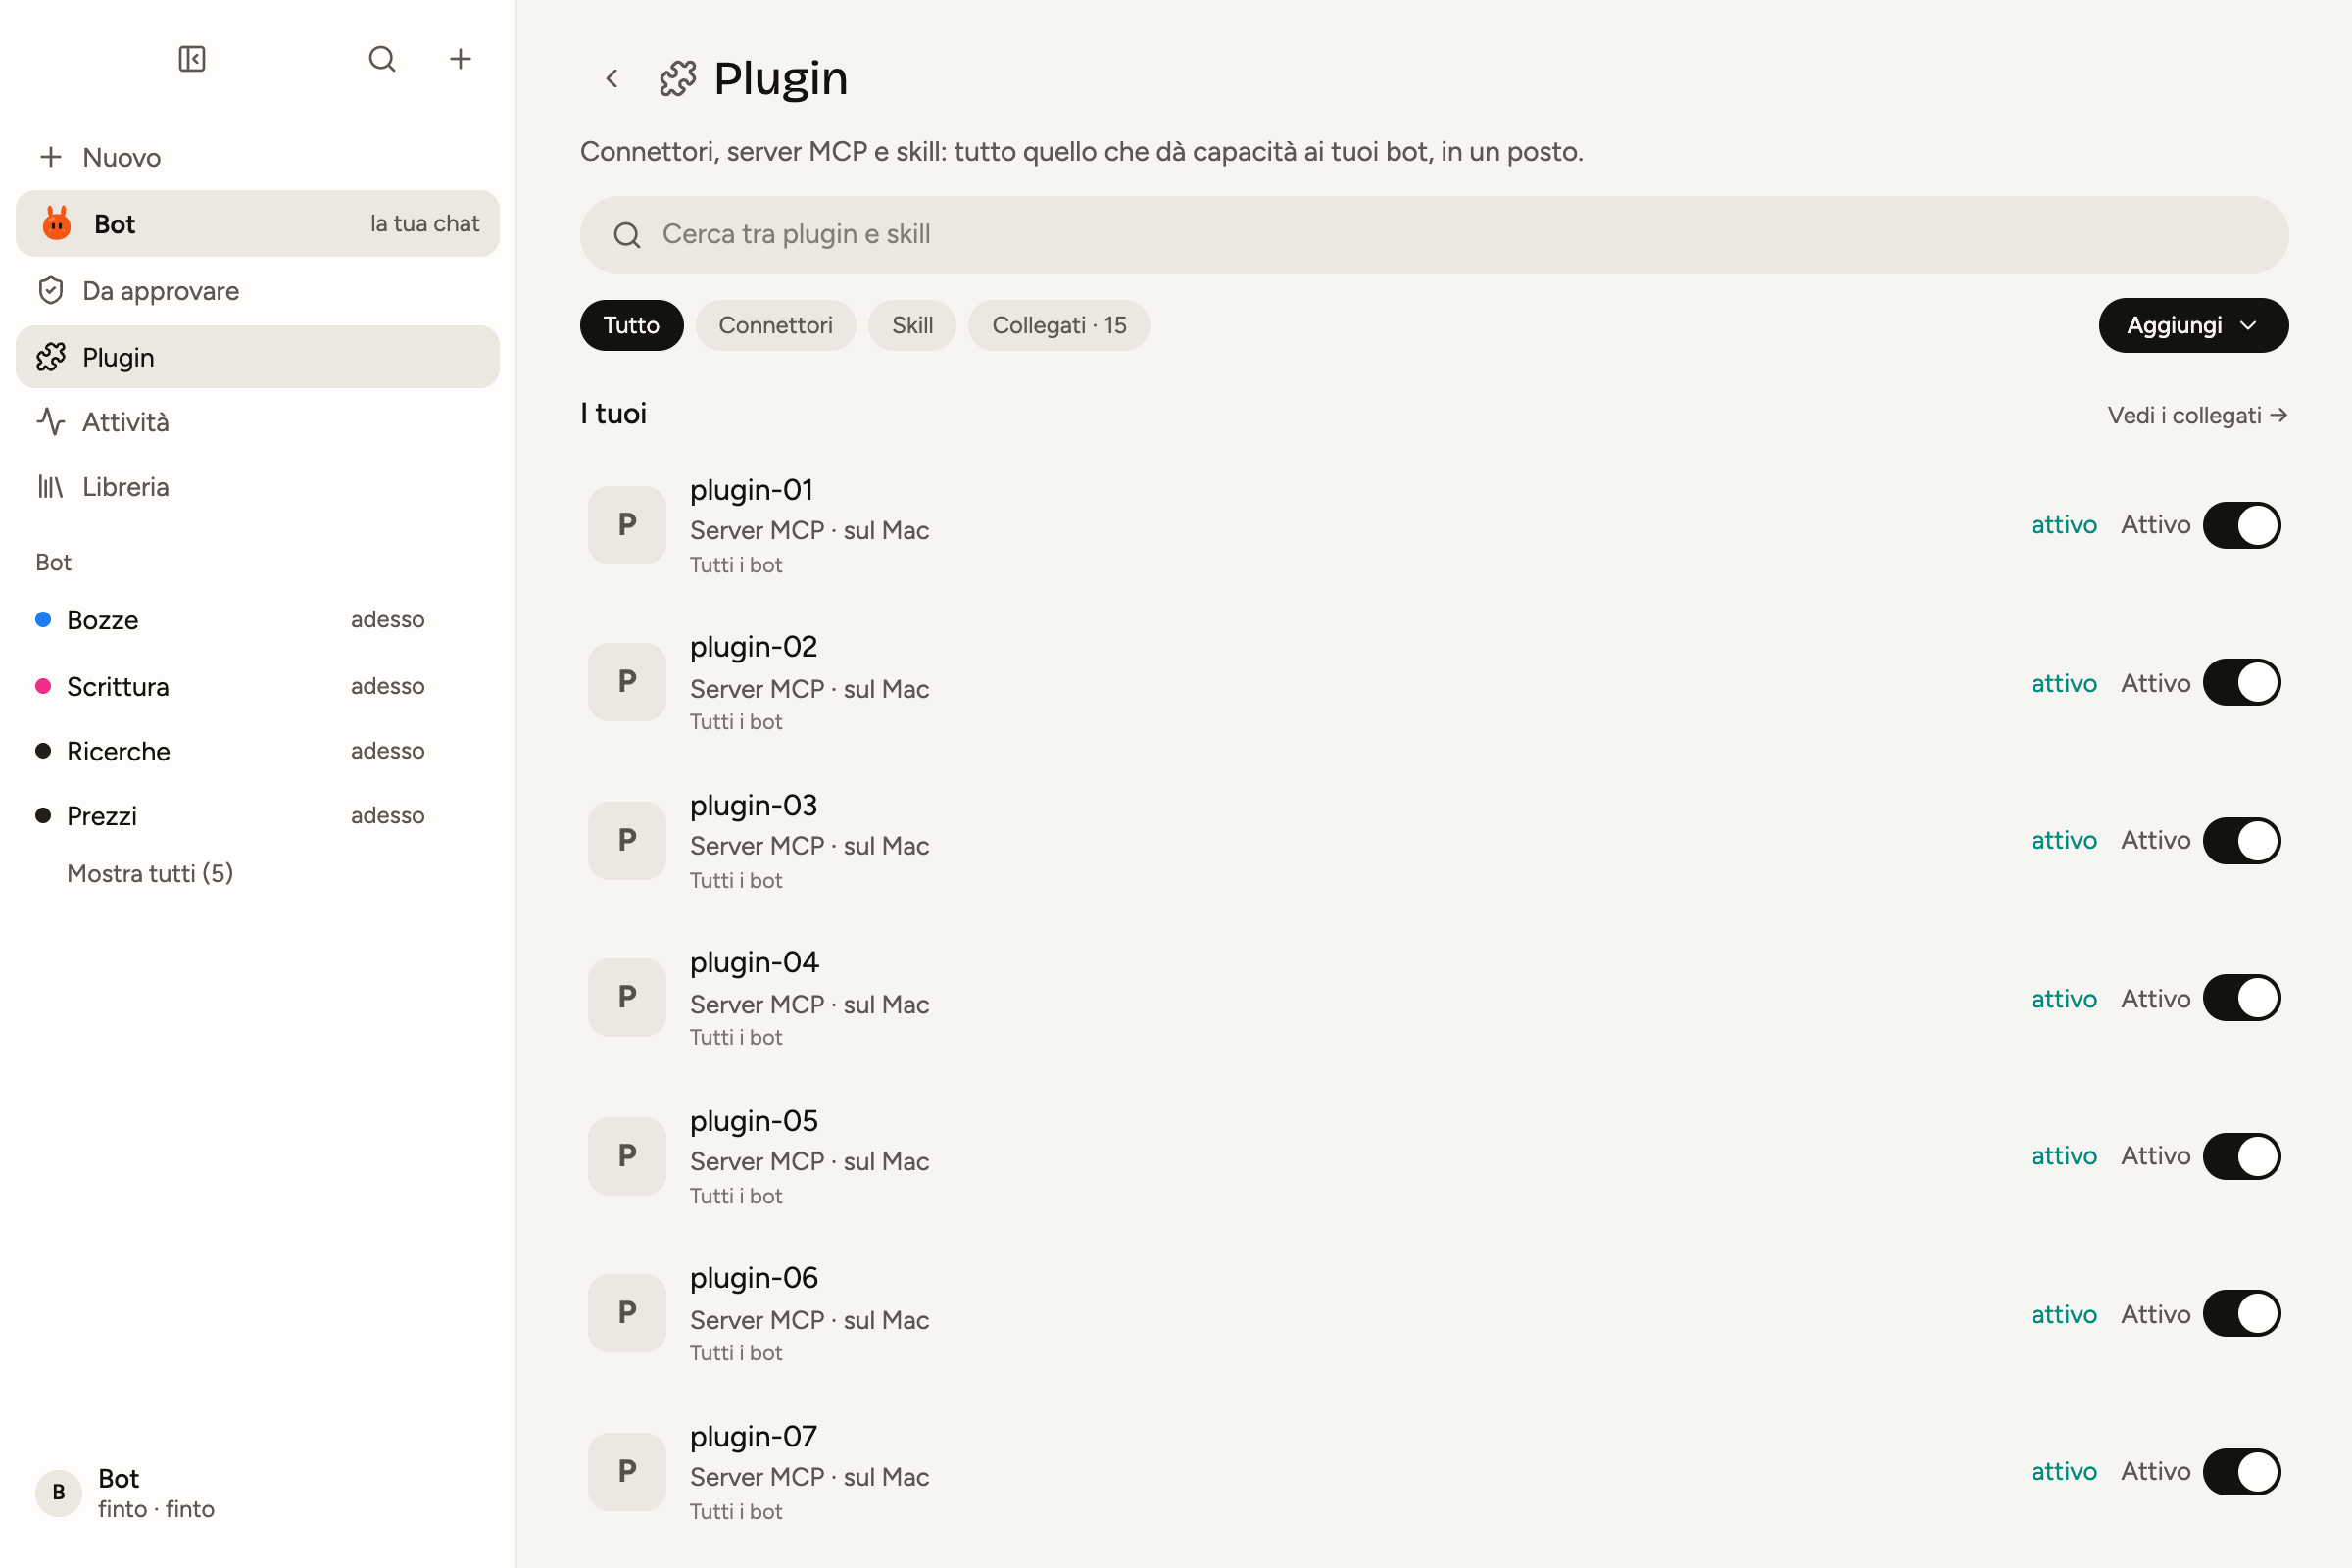 Nuovo
Bot la tua chat
Da approvare
Plugin
Attività
Libreria
Bot
Bozze adesso
Scrittura adesso
Ricerche adesso
Prezzi adesso
Mostra tutti (5)
B
Bot
finto · finto
Plugin
Connettori, server MCP e skill: tutto quello che dà capacità ai tuoi bot, in un posto.
Cerca tra plugin e skill
Tutto Connettori Skill Collegati · 15 Aggiungi
I tuoi Vedi i collegati →
P
plugin-01
Server MCP · sul Mac
Tutti i bot
attivo Attivo
P
plugin-02
Server MCP · sul Mac
Tutti i bot
attivo Attivo
P
plugin-03
Server MCP · sul Mac
Tutti i bot
attivo Attivo
P
plugin-04
Server MCP · sul Mac
Tutti i bot
attivo Attivo
P
plugin-05
Server MCP · sul Mac
Tutti i bot
attivo Attivo
P
plugin-06
Server MCP · sul Mac
Tutti i bot
attivo Attivo
P
plugin-07
Server MCP · sul Mac
Tutti i bot
attivo Attivo